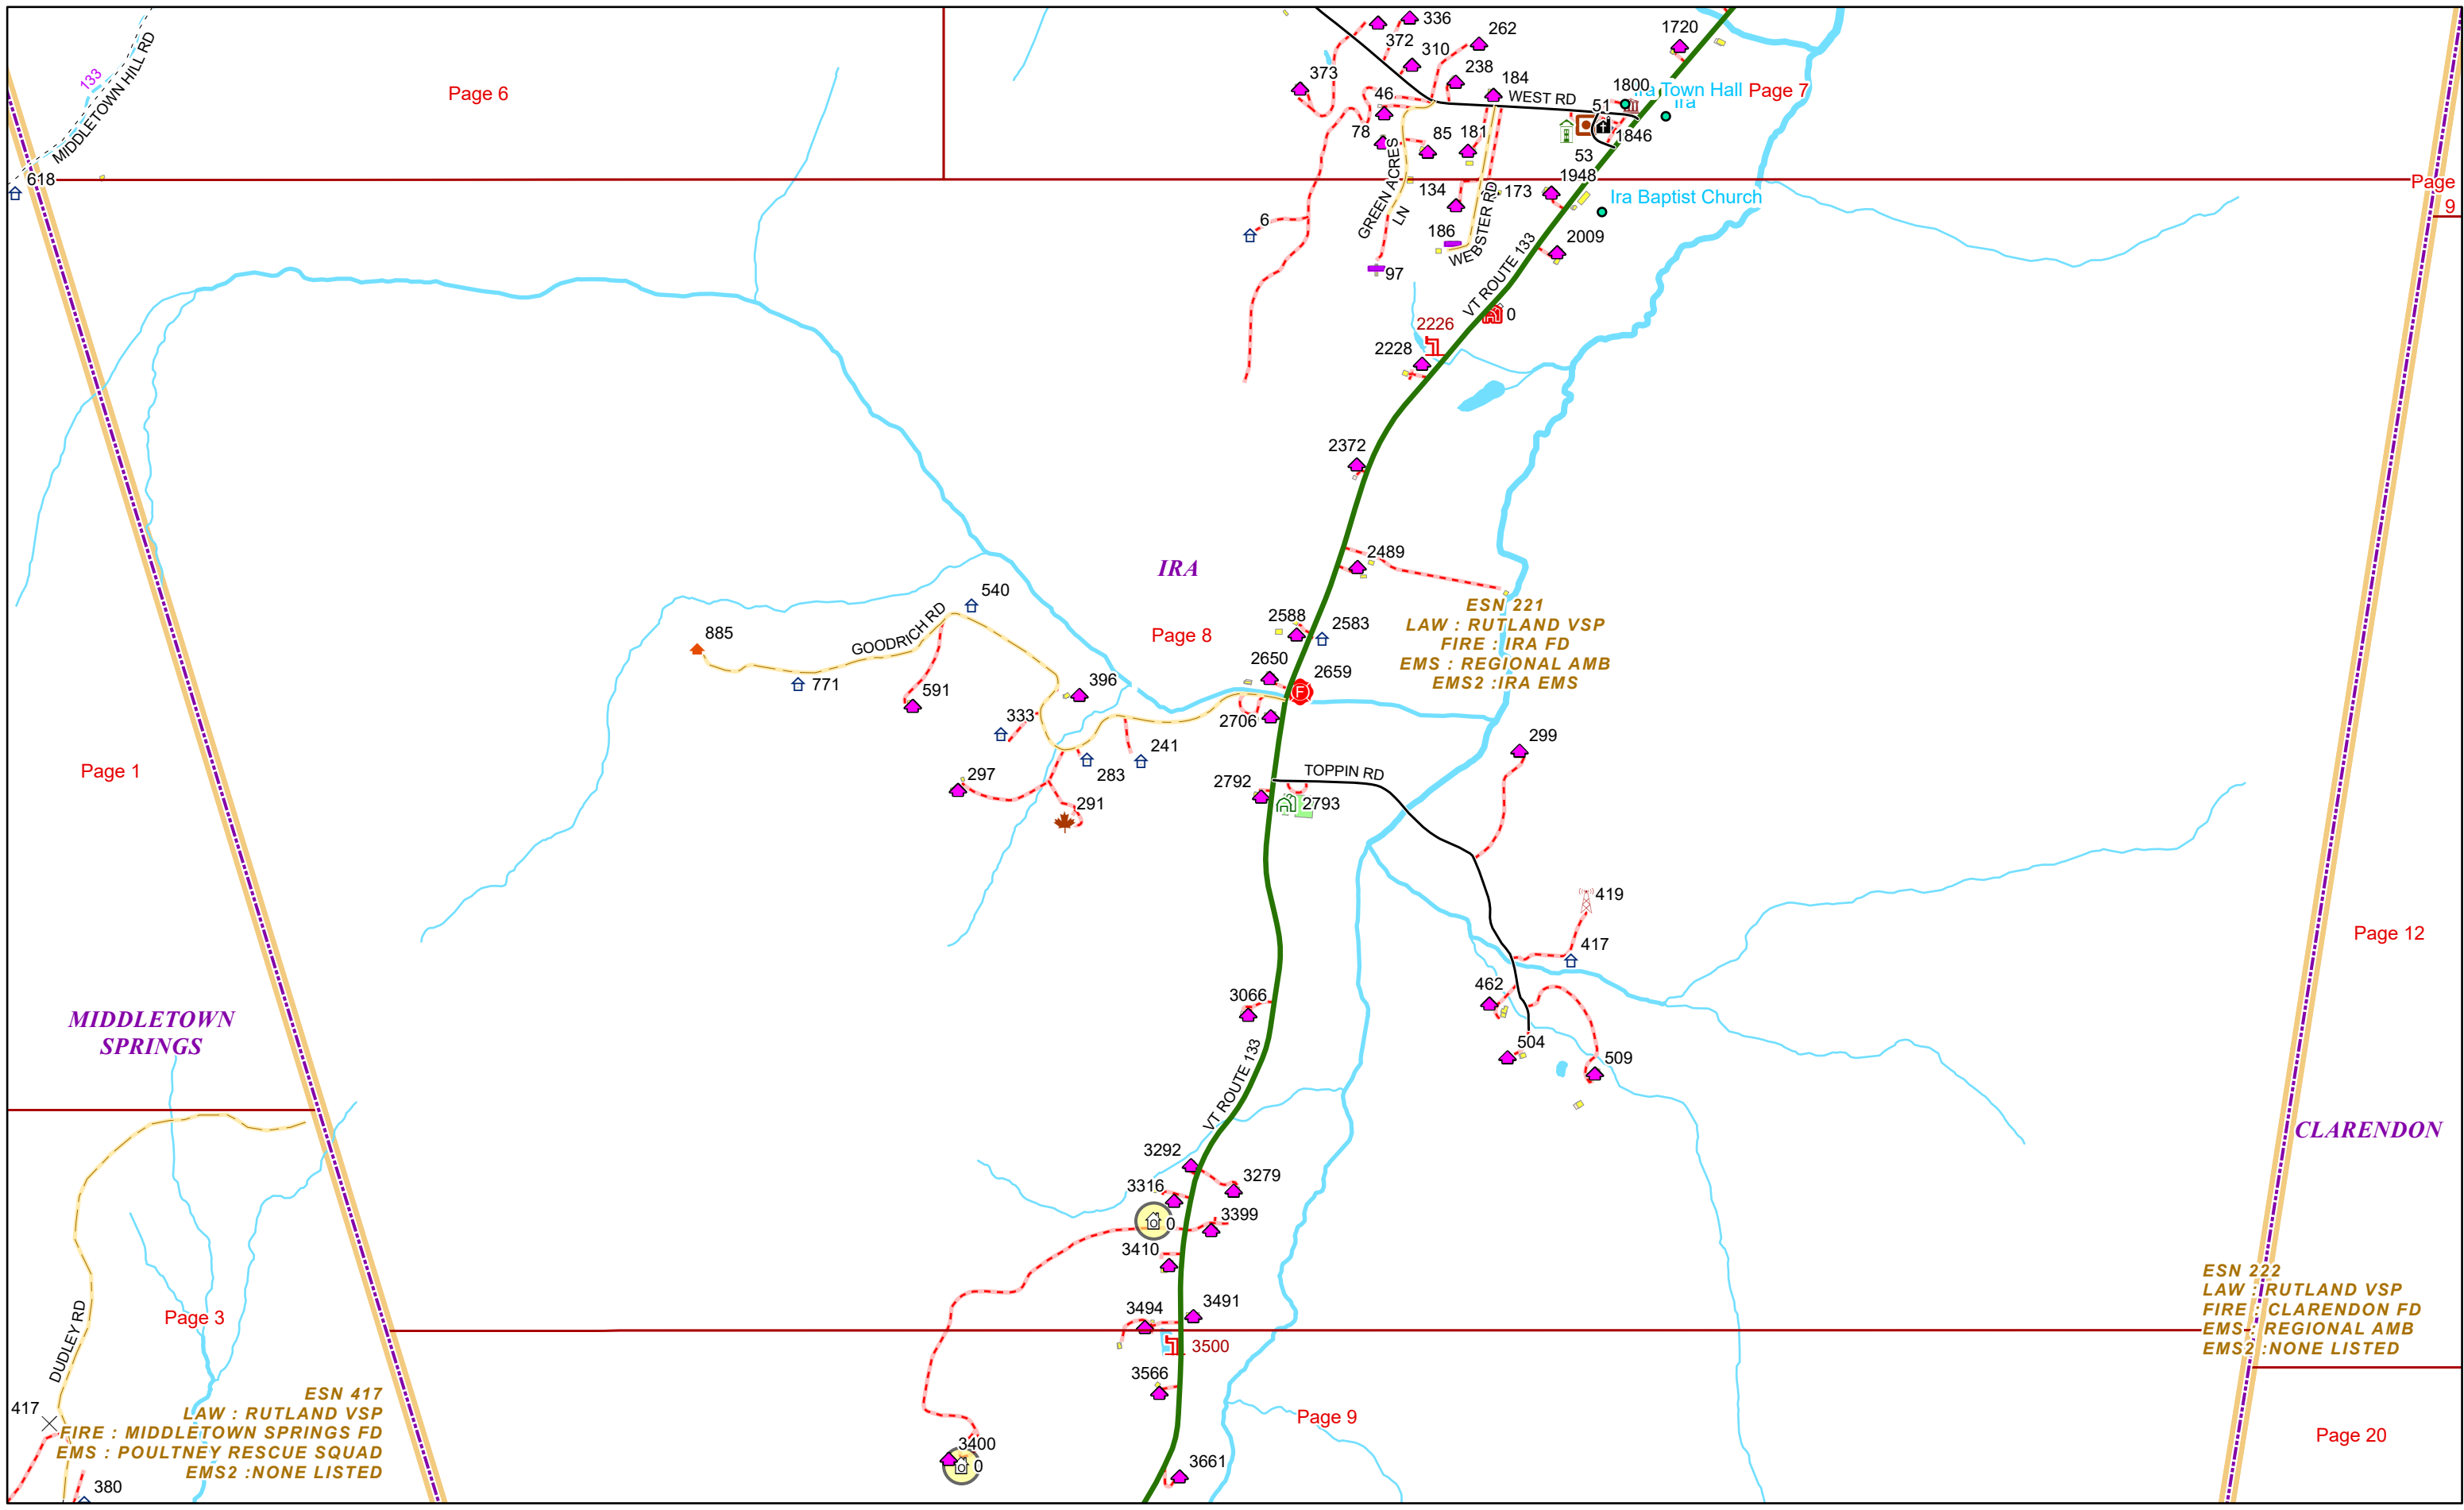 336
1720
372
262
310
MIDDLETOWN HILL RD
133
Page 6
373
238
184
1800
Ira Town Hall
Page 7
46
WEST RD
51
Ira
78
85
181
1846
53
618
134
173
1948
Page
9
Ira Baptist Church
GREEN ACRES
LN
6
186
WEBSTER RD
2009
97
VT ROUTE 133
0
2226
2228
2372
2489
IRA
540
ESN 221
LAW : RUTLAND VSP
FIRE : IRA FD
EMS : REGIONAL AMB
EMS2 :IRA EMS
2588
2583
885
GOODRICH RD
Page 8
2650
2659
F
771
591
396
333
2706
241
299
283
297
291
Page 1
2792
TOPPIN RD
2793
419
417
Page 12
462
3066
MIDDLETOWN
SPRINGS
504
509
VT ROUTE 133
CLARENDON
3292
3279
3316
0
3399
3410
ESN 222
LAW : RUTLAND VSP
FIRE : CLARENDON FD
EMS : REGIONAL AMB
EMS2 :NONE LISTED
Page 3
DUDLEY RD
3494
3491
3500
3566
417
ESN 417
LAW : RUTLAND VSP
FIRE : MIDDLETOWN SPRINGS FD
EMS : POULTNEY RESCUE SQUAD
EMS2 :NONE LISTED
Page 9
Page 20
3400
0
3661
380